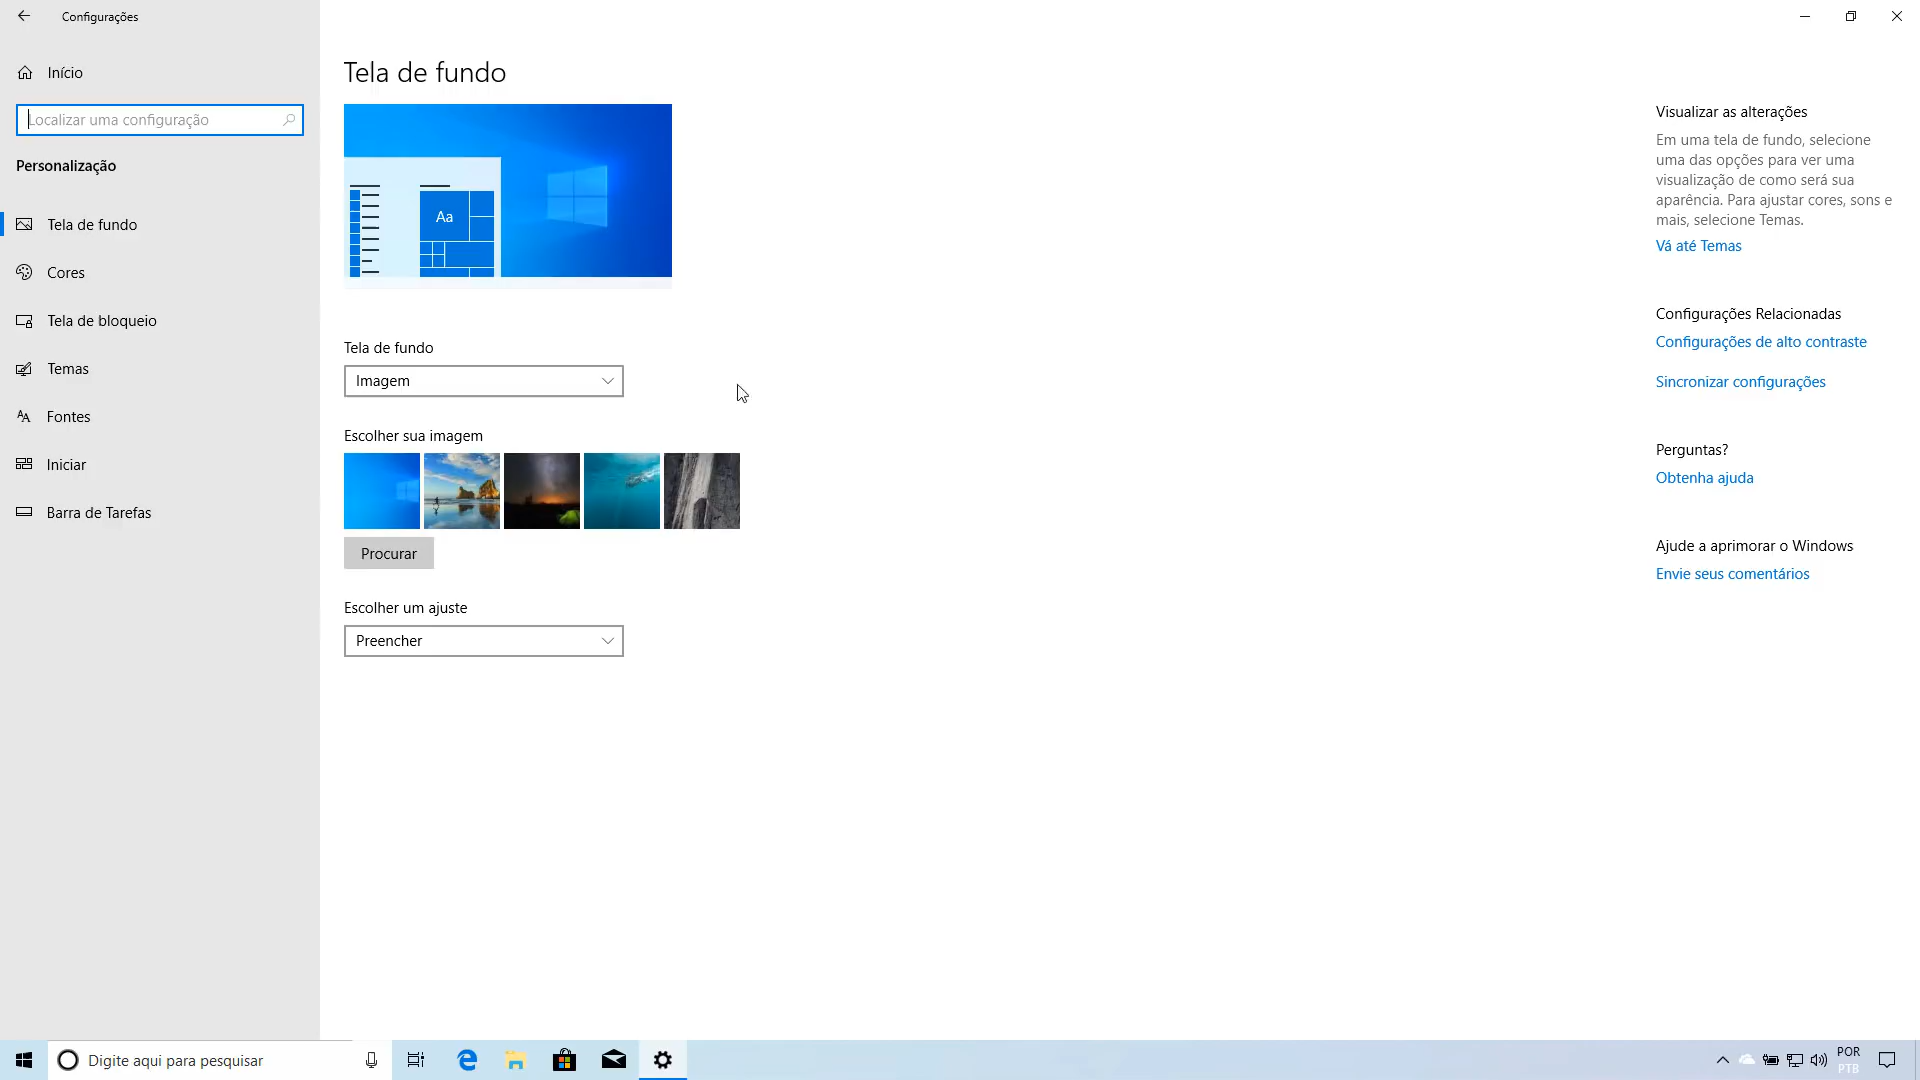 Configurações
Início
Localizar uma configuração
Personalização
Tela de fundo
Cores
Tela de bloqueio
Temas
Fontes
Iniciar
Barra de Tarefas
Tela de fundo
Aa
Tela de fundo
Imagem
Escolher sua imagem
Procurar
Escolher um ajuste
Preencher
Visualizar as alterações
Em uma tela de fundo, selecione
uma das opções para ver uma
visualização de como será sua
aparência. Para ajustar cores, sons e
mais, selecione Temas.
Vá até Temas
Configurações Relacionadas
Configurações de alto contraste
Sincronizar configurações
Perguntas?
Obtenha ajuda
Ajude a aprimorar o Windows
Envie seus comentários
Digite aqui para pesquisar
POR
PTB